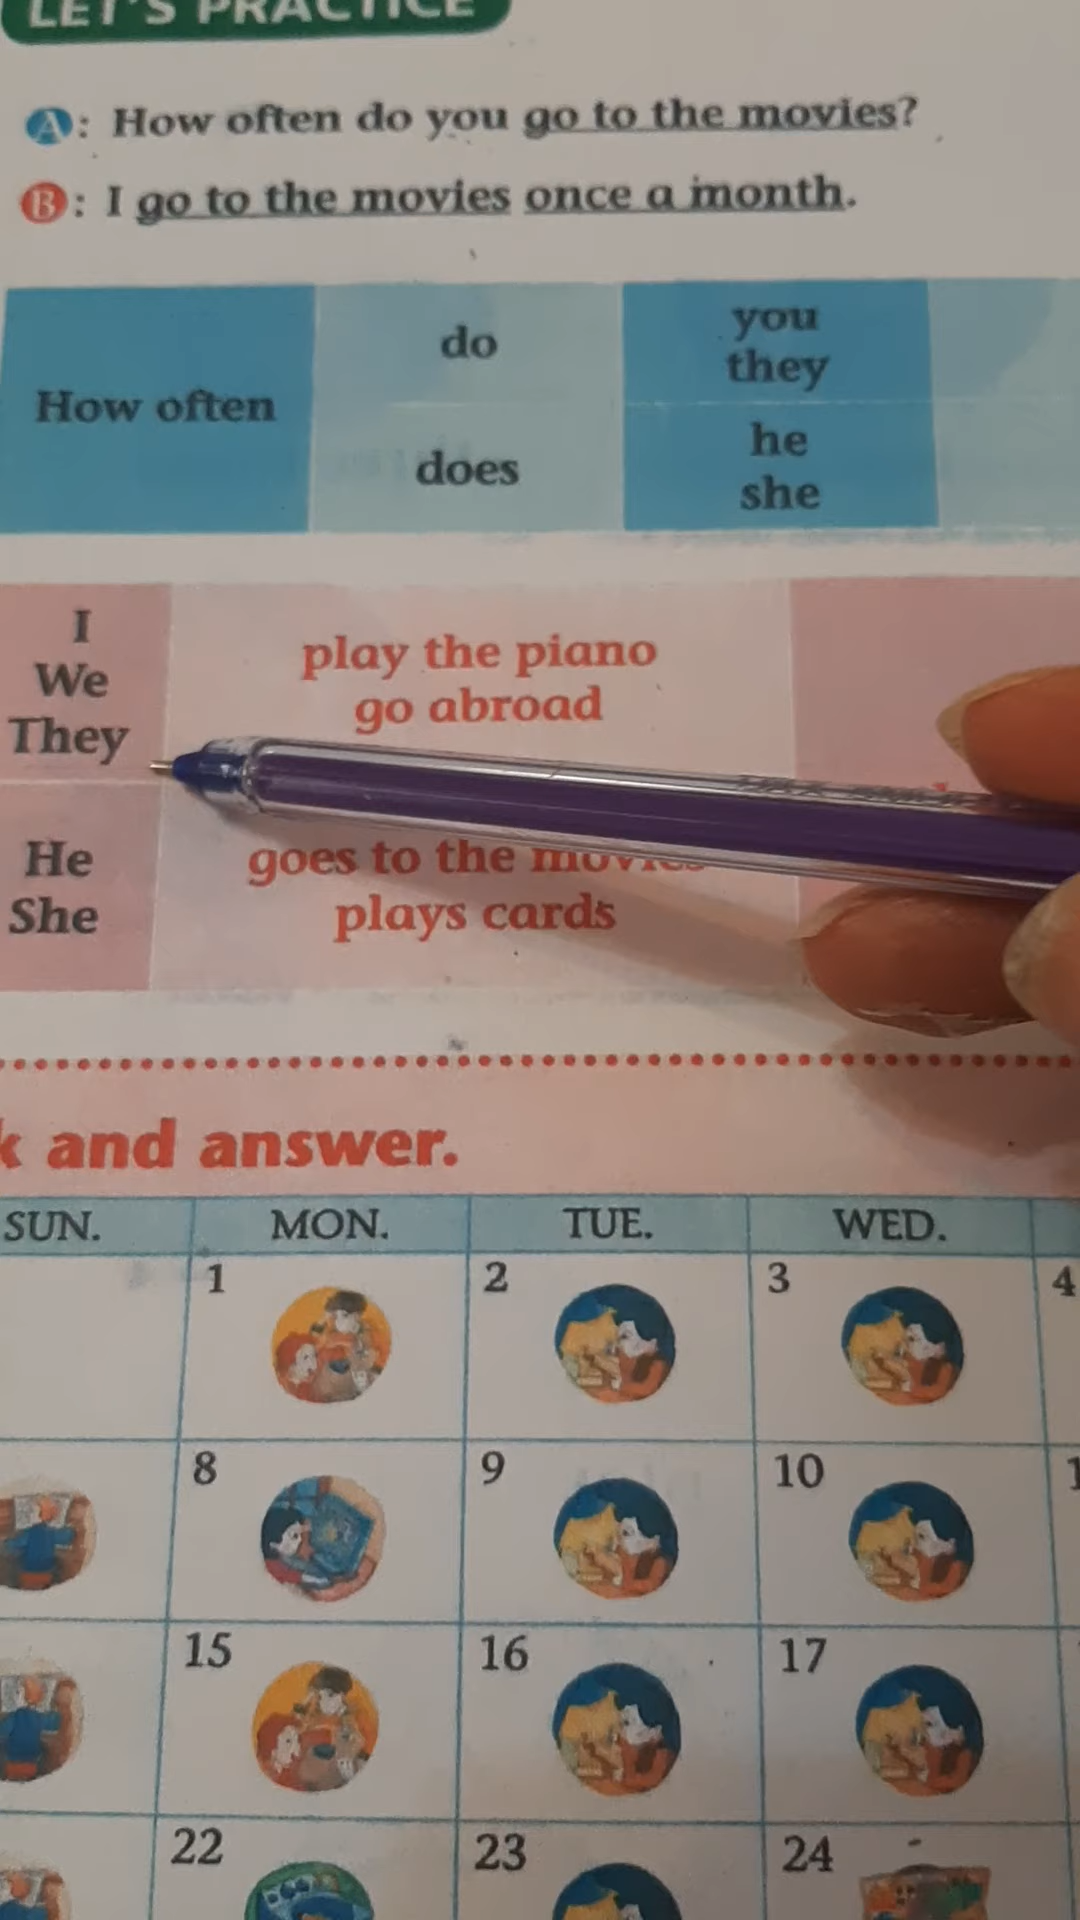 LET'S PRACTICE
A: How often do you go to the movies?
B: I go to the movies once a month.
do
you
they
How often
does
he
she
I
We
They
play the piano
go abroad
He
She
goes to the movies
plays cards
and answer.
SUN. MON. TUE. WED.
1 2 3 4
8 9 10
15 16 17
22 23 24